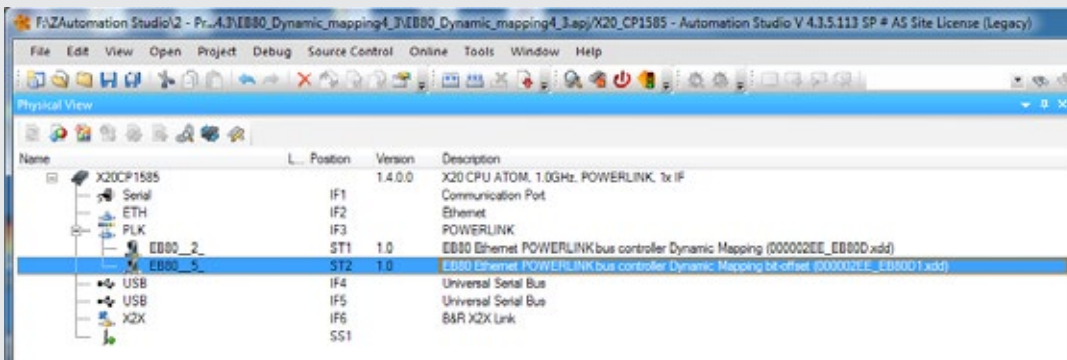 F:\ZAutomation Studio\2 - Pr...4.3\EB80_Dynamic_mapping4_3\EB80_Dynamic_mapping4_3.apj/X20_CP1585 - Automation Studio V 4.3.5.113 SP # AS Site License (Legacy)
File Edit View Open Project Debug Source Control Online Tools Window Help
Physical View
Name L... Position Version Description
X20CP1585 1.4.0.0 X20 CPU ATOM, 1.0GHz, POWERLINK, 1x IF
Serial IF1 Communication Port
ETH IF2 Ethernet
PLK IF3 POWERLINK
EB80__2_ ST1 1.0 EB80 Ethernet POWERLINK bus controller Dynamic Mapping (000002EE_EB80D.xdd)
EB80__5_ ST2 1.0 EB80 Ethernet POWERLINK bus controller Dynamic Mapping bit-offset (000002EE_EB80D1.xdd)
USB IF4 Universal Serial Bus
USB IF5 Universal Serial Bus
X2X IF6 B&R X2X Link
SS1